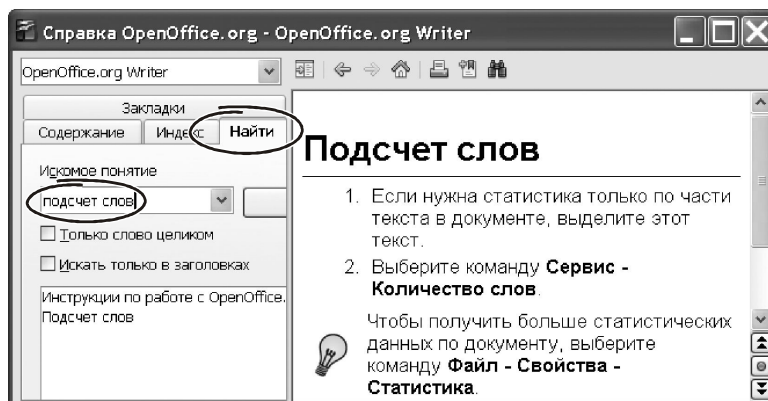 Справка OpenOffice.org - OpenOffice.org Writer
OpenOffice.org Writer
Закладки
Содержание Индекс Найти
Искомое понятие
подсчет слов
Только слово целиком
Искать только в заголовках
Инструкции по работе с OpenOffice.
Подсчет слов
Подсчет слов
1. Если нужна статистика только по части
текста в документе, выделите этот
текст.
2. Выберите команду Сервис -
Количество слов.
Чтобы получить больше статистических
данных по документу, выберите
команду Файл - Свойства -
Статистика.